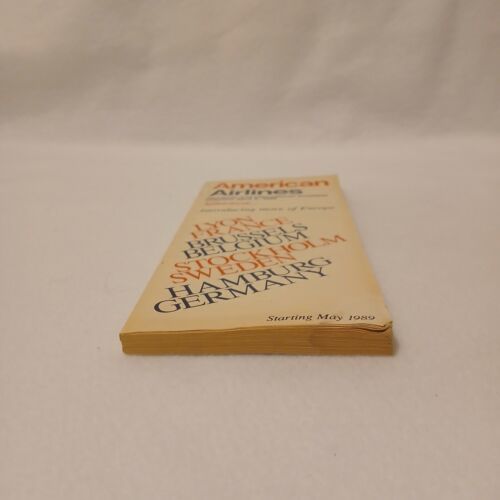 American
Airlines
Introducing more of Europe
LYON
FRANCE
BRUSSELS
BELGIUM
STOCKHOLM
SWEDEN
HAMBURG
GERMANY
Starting May 1989